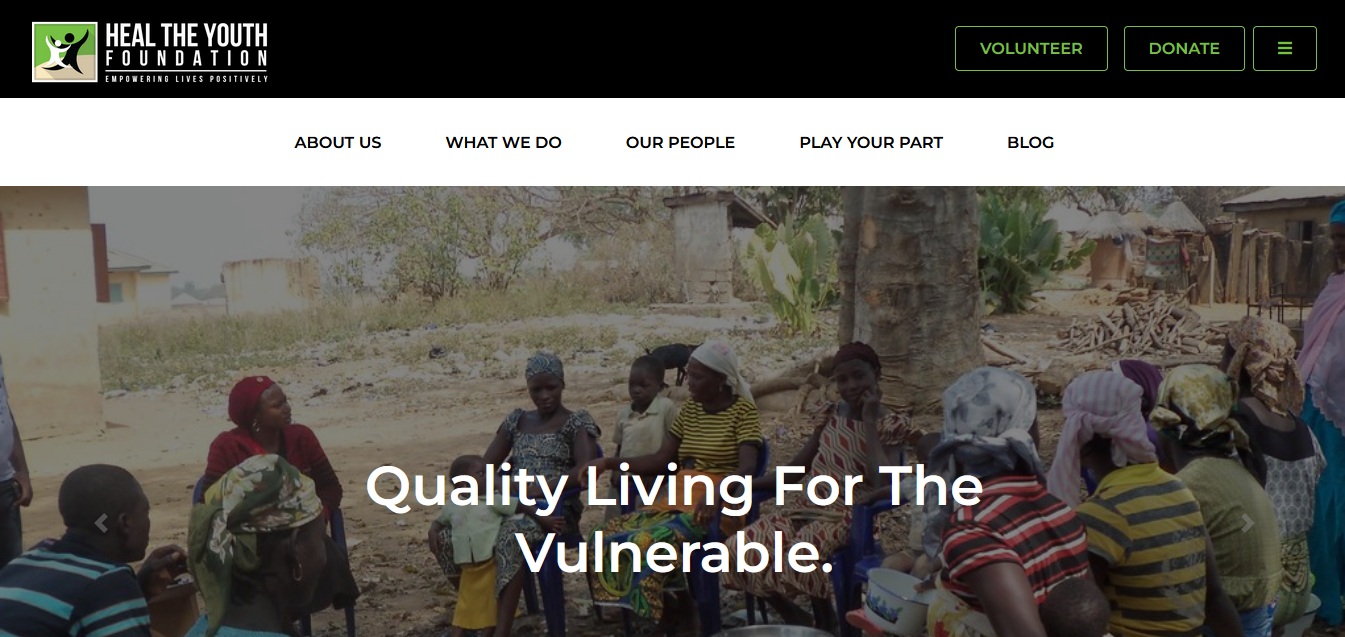 HEAL THE YOUTH
FOUNDATION
EMPOWERING LIVES POSITIVELY
VOLUNTEER
DONATE
ABOUT US
WHAT WE DO
OUR PEOPLE
PLAY YOUR PART
BLOG
Quality Living For The
Vulnerable.